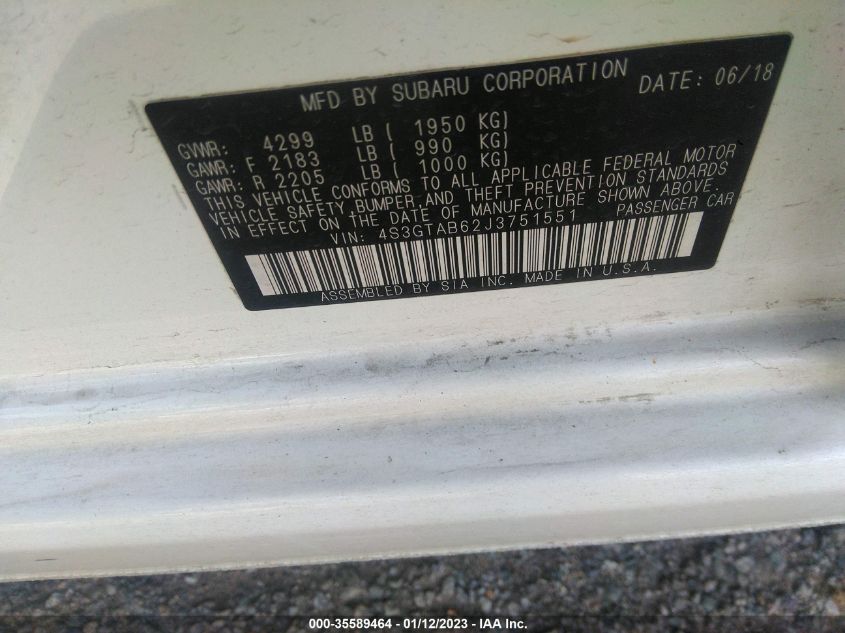 MFD BY SUBARU CORPORATION DATE: 06/18
GVWR: 4299 LB ( 1950 KG)
GAWR: F 2183 LB ( 990 KG)
GAWR: R 2205 LB ( 1000 KG)
THIS VEHICLE CONFORMS TO ALL APPLICABLE FEDERAL MOTOR
VEHICLE SAFETY BUMPER,AND THEFT PREVENTION STANDARDS
IN EFFECT ON THE DATE OF MANUFACTURE SHOWN ABOVE.
VIN: 4S3GTAB62J3751551 PASSENGER CAR
ASSEMBLED BY SIA INC. MADE IN U.S.A.
000-35589464 - 01/12/2023 - IAA Inc.